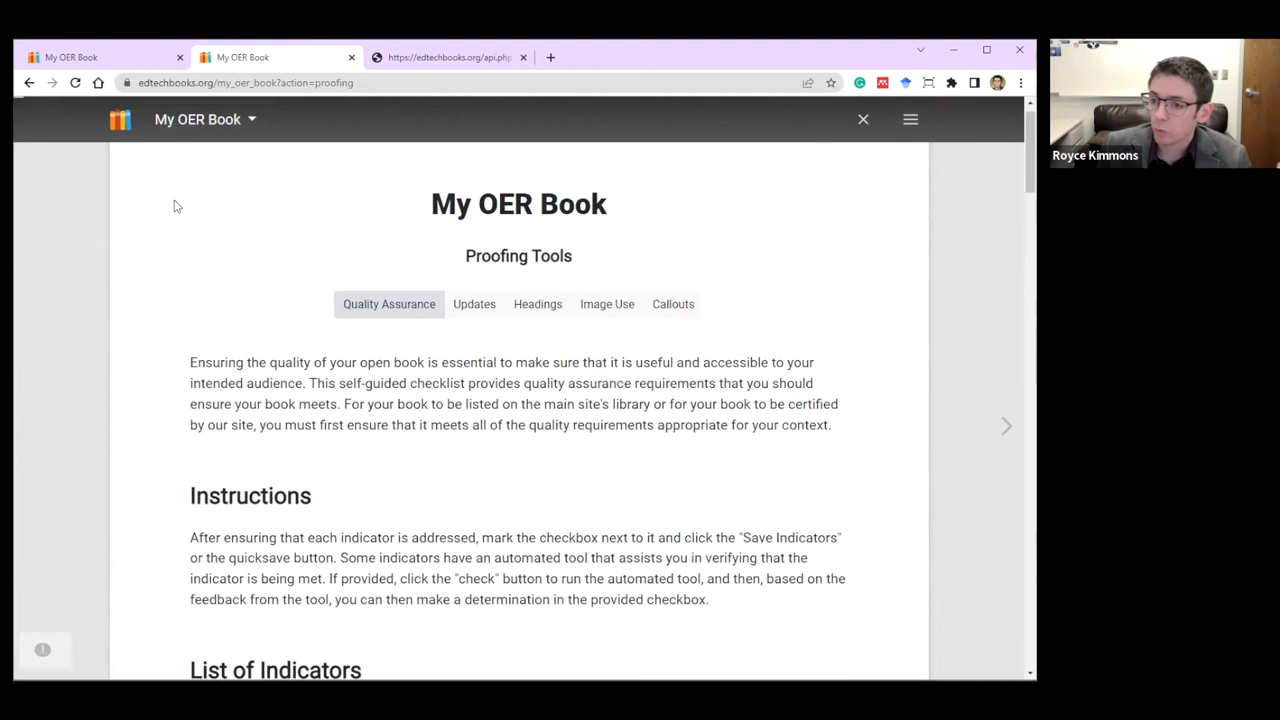 My OER Book
My OER Book
https://edtechbooks.org/api.php
edtechbooks.org/my_oer_book?action=proofing
My OER Book
Royce Kimmons
My OER Book
Proofing Tools
Quality Assurance Updates Headings Image Use Callouts
Ensuring the quality of your open book is essential to make sure that it is useful and accessible to your
intended audience. This self-guided checklist provides quality assurance requirements that you should
ensure your book meets. For your book to be listed on the main site's library or for your book to be certified
by our site, you must first ensure that it meets all of the quality requirements appropriate for your context.
Instructions
After ensuring that each indicator is addressed, mark the checkbox next to it and click the "Save Indicators"
or the quicksave button. Some indicators have an automated tool that assists you in verifying that the
indicator is being met. If provided, click the "check" button to run the automated tool, and then, based on the
feedback from the tool, you can then make a determination in the provided checkbox.
List of Indicators